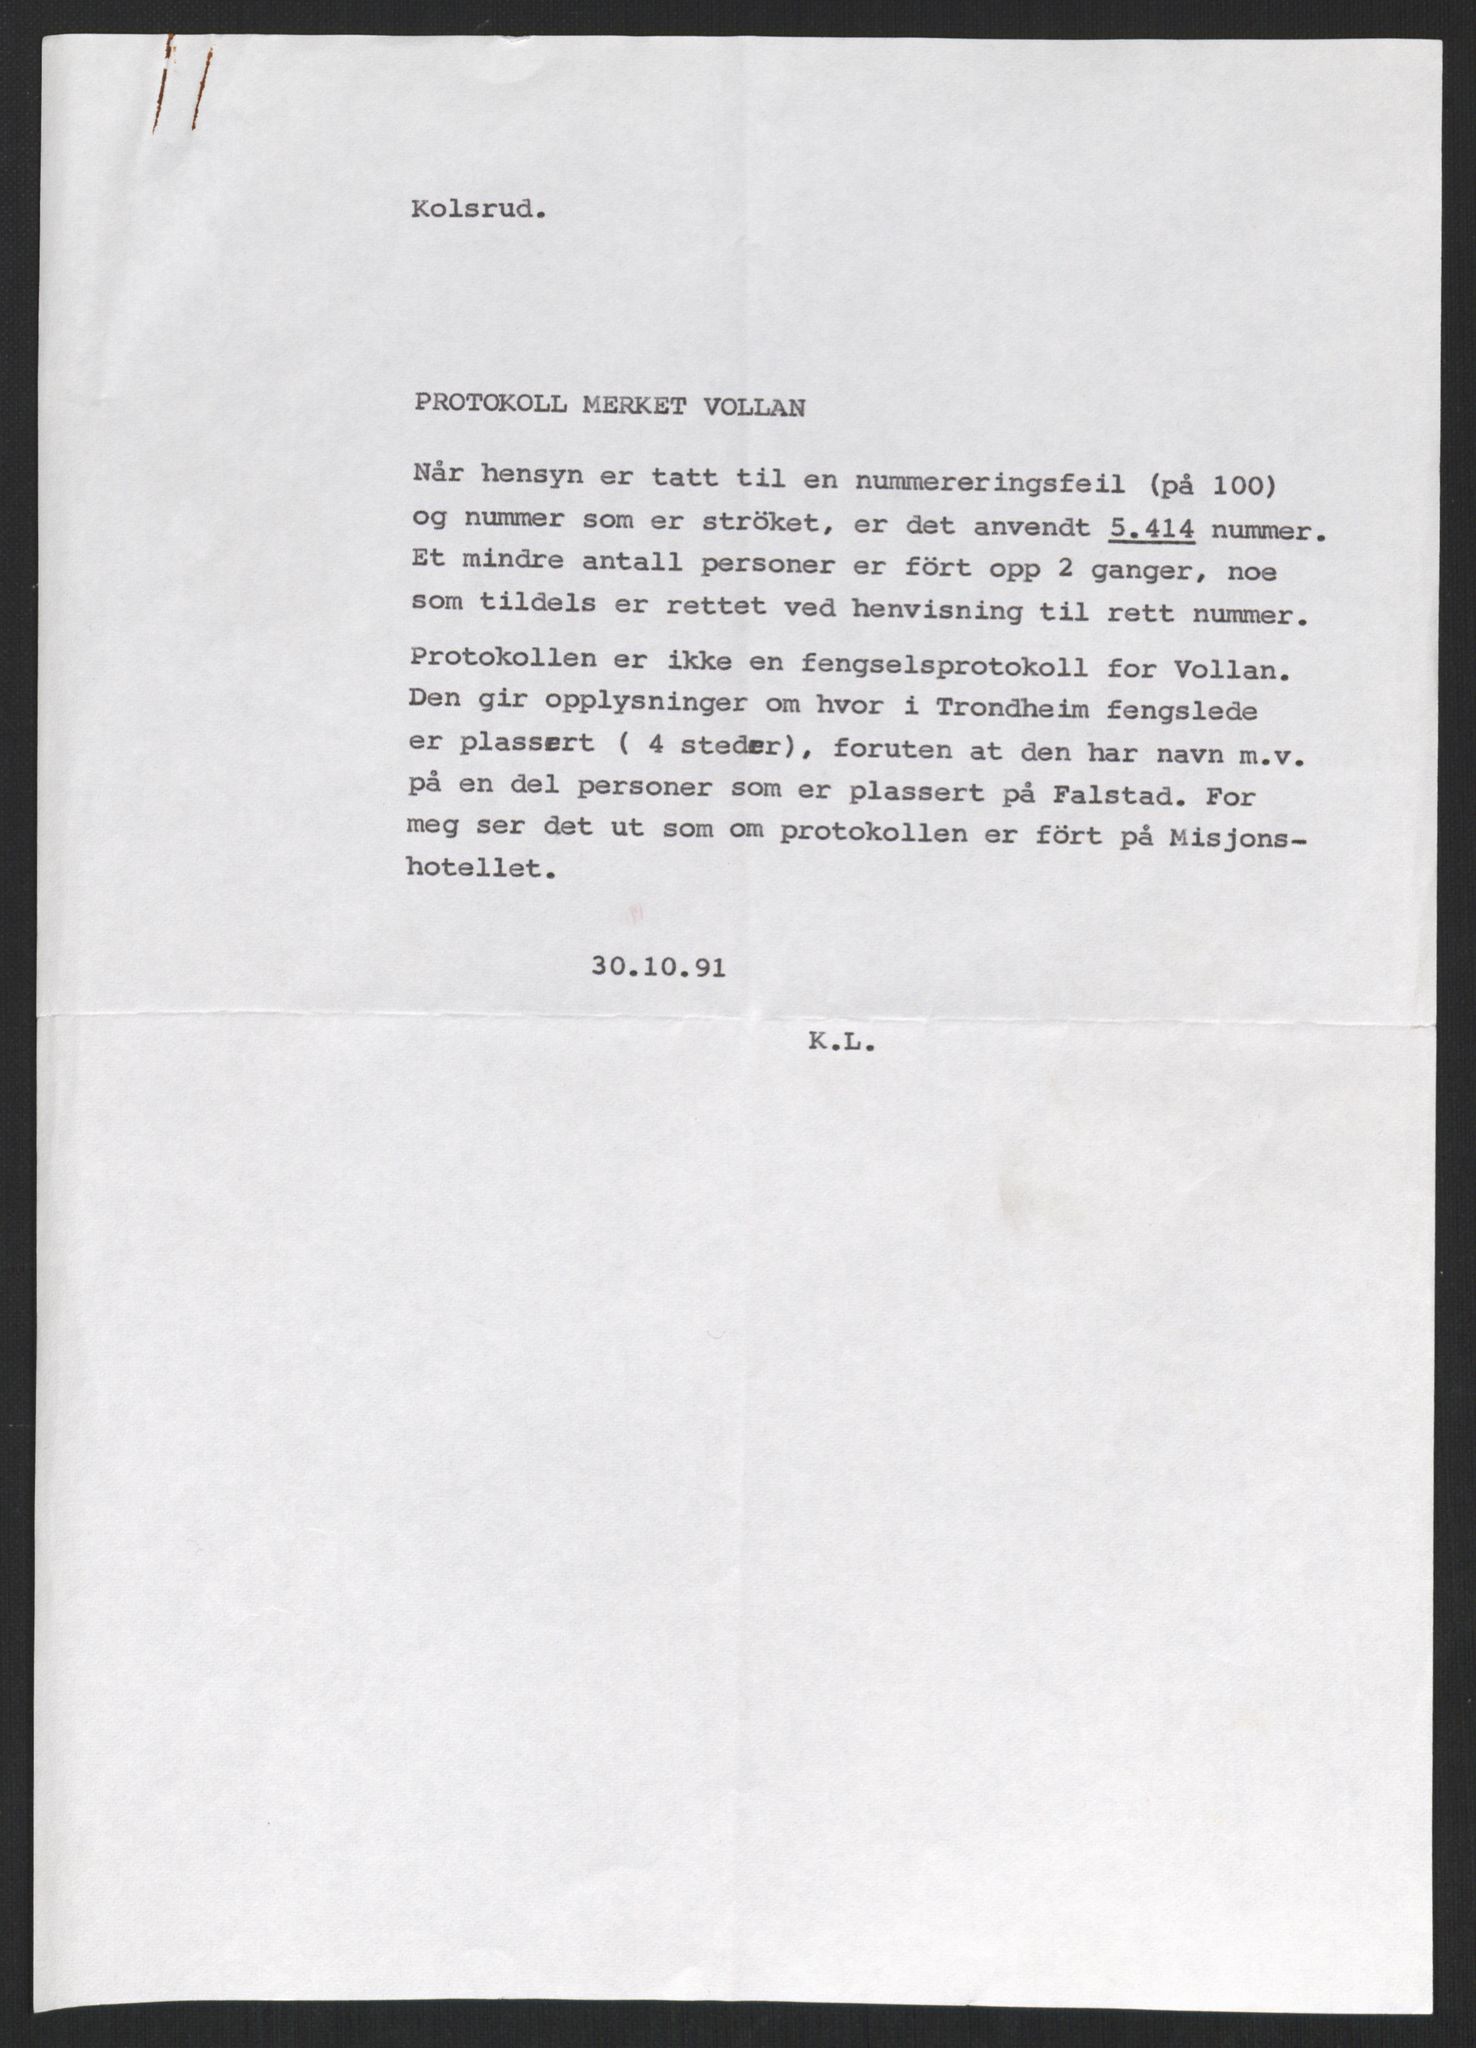 Kolsrud.
PROTOKOLL MERKET VOLLAN
Når hensyn er tatt til en nummereringsfeil (på 100)
og nummer som er ströket, er det anvendt 5.414 nummer.
Et mindre antall personer er fört opp 2 ganger, noe
som tildels er rettet ved henvisning til rett nummer.
Protokollen er ikke en fengselsprotokoll for Vollan.
Den gir opplysninger om hvor i Trondheim fengslede
er plassert ( 4 steder), foruten at den har navn m.v.
på en del personer som er plassert på Falstad. For
meg ser det ut som om protokollen er fört på Misjons-
hotellet.
30.10.91
K.L.